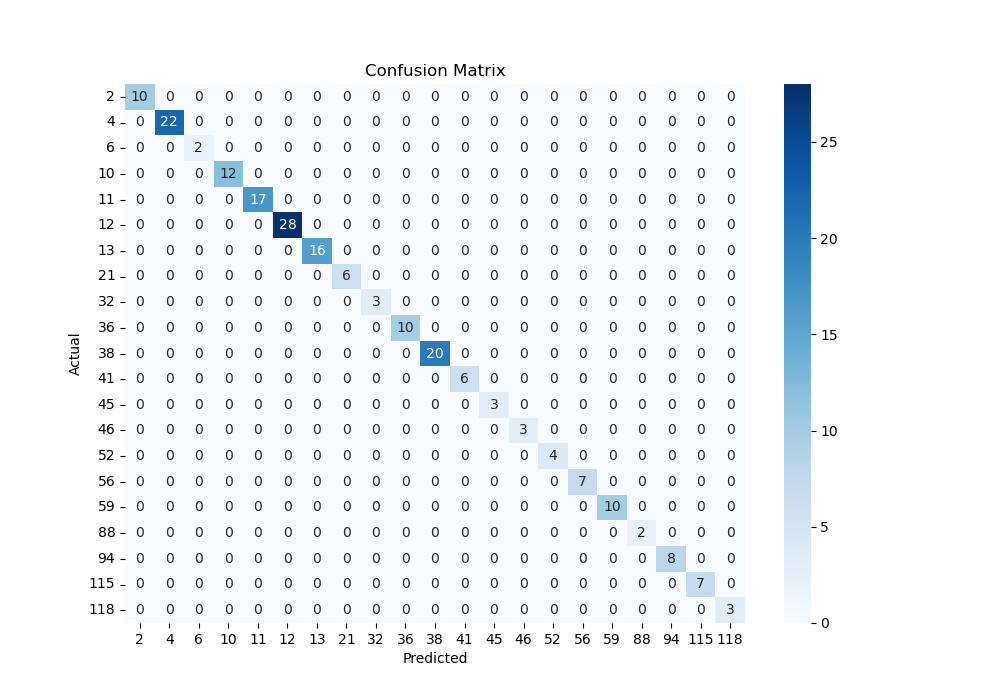 Confusion Matrix
2 10 0 0 0 0 0 0 0 0 0 0 0 0 0 0 0 0 0 0 0 0
4 0 22 0 0 0 0 0 0 0 0 0 0 0 0 0 0 0 0 0 0 0
6 0 0 2 0 0 0 0 0 0 0 0 0 0 0 0 0 0 0 0 0 0
10 0 0 0 12 0 0 0 0 0 0 0 0 0 0 0 0 0 0 0 0 0
11 0 0 0 0 17 0 0 0 0 0 0 0 0 0 0 0 0 0 0 0 0
12 0 0 0 0 0 28 0 0 0 0 0 0 0 0 0 0 0 0 0 0 0
13 0 0 0 0 0 0 16 0 0 0 0 0 0 0 0 0 0 0 0 0 0
21 0 0 0 0 0 0 0 6 0 0 0 0 0 0 0 0 0 0 0 0 0
32 0 0 0 0 0 0 0 0 3 0 0 0 0 0 0 0 0 0 0 0 0
36 0 0 0 0 0 0 0 0 0 10 0 0 0 0 0 0 0 0 0 0 0
38 0 0 0 0 0 0 0 0 0 0 20 0 0 0 0 0 0 0 0 0 0
41 0 0 0 0 0 0 0 0 0 0 0 6 0 0 0 0 0 0 0 0 0
45 0 0 0 0 0 0 0 0 0 0 0 0 3 0 0 0 0 0 0 0 0
46 0 0 0 0 0 0 0 0 0 0 0 0 0 3 0 0 0 0 0 0 0
52 0 0 0 0 0 0 0 0 0 0 0 0 0 0 4 0 0 0 0 0 0
56 0 0 0 0 0 0 0 0 0 0 0 0 0 0 0 7 0 0 0 0 0
59 0 0 0 0 0 0 0 0 0 0 0 0 0 0 0 0 10 0 0 0 0
88 0 0 0 0 0 0 0 0 0 0 0 0 0 0 0 0 0 2 0 0 0
94 0 0 0 0 0 0 0 0 0 0 0 0 0 0 0 0 0 0 8 0 0
115 0 0 0 0 0 0 0 0 0 0 0 0 0 0 0 0 0 0 0 7 0
118 0 0 0 0 0 0 0 0 0 0 0 0 0 0 0 0 0 0 0 0 3
2 4 6 10 11 12 13 21 32 36 38 41 45 46 52 56 59 88 94 115 118
Predicted
Actual
25
20
15
10
5
0